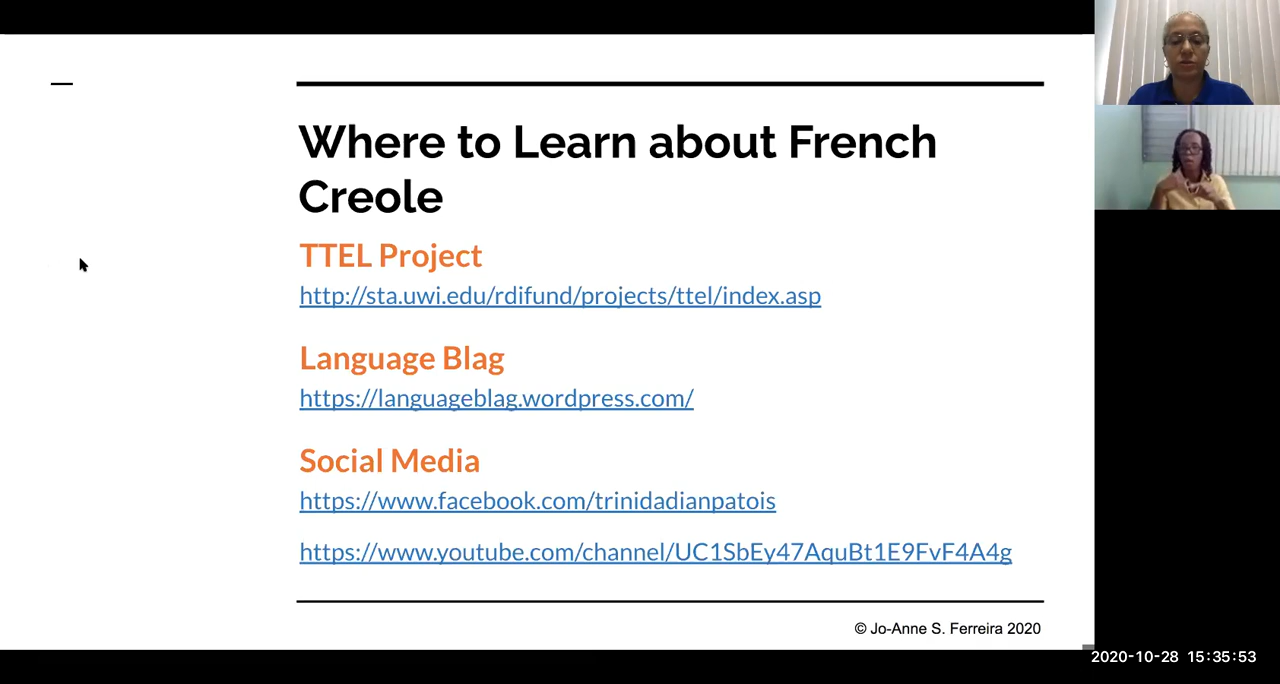 Where to Learn about French
Creole
TTEL Project
http://sta.uwi.edu/rdifund/projects/ttel/index.asp
Language Blag
https://languageblag.wordpress.com/
Social Media
https://www.facebook.com/trinidadianpatois
https://www.youtube.com/channel/UC1SbEy47AquBt1E9FvF4A4g
© Jo-Anne S. Ferreira 2020
2020-10-28 15:35:53